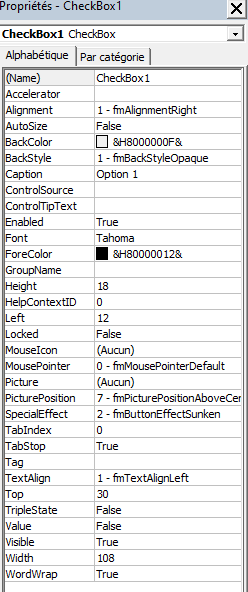 Propriétés - CheckBox1
CheckBox1 CheckBox
Alphabétique Par catégorie
(Name) CheckBox1
Accelerator
Alignment 1 - fmAlignmentRight
AutoSize False
BackColor &H8000000F&
BackStyle 1 - fmBackStyleOpaque
Caption Option 1
ControlSource
ControlTipText
Enabled True
Font Tahoma
ForeColor &H80000012&
GroupName
Height 18
HelpContextID 0
Left 12
Locked False
MouseIcon (Aucun)
MousePointer 0 - fmMousePointerDefault
Picture (Aucun)
PicturePosition 7 - fmPicturePositionAboveCen
SpecialEffect 2 - fmButtonEffectSunken
TabIndex 0
TabStop True
Tag
TextAlign 1 - fmTextAlignLeft
Top 30
TripleState False
Value False
Visible True
Width 108
WordWrap True